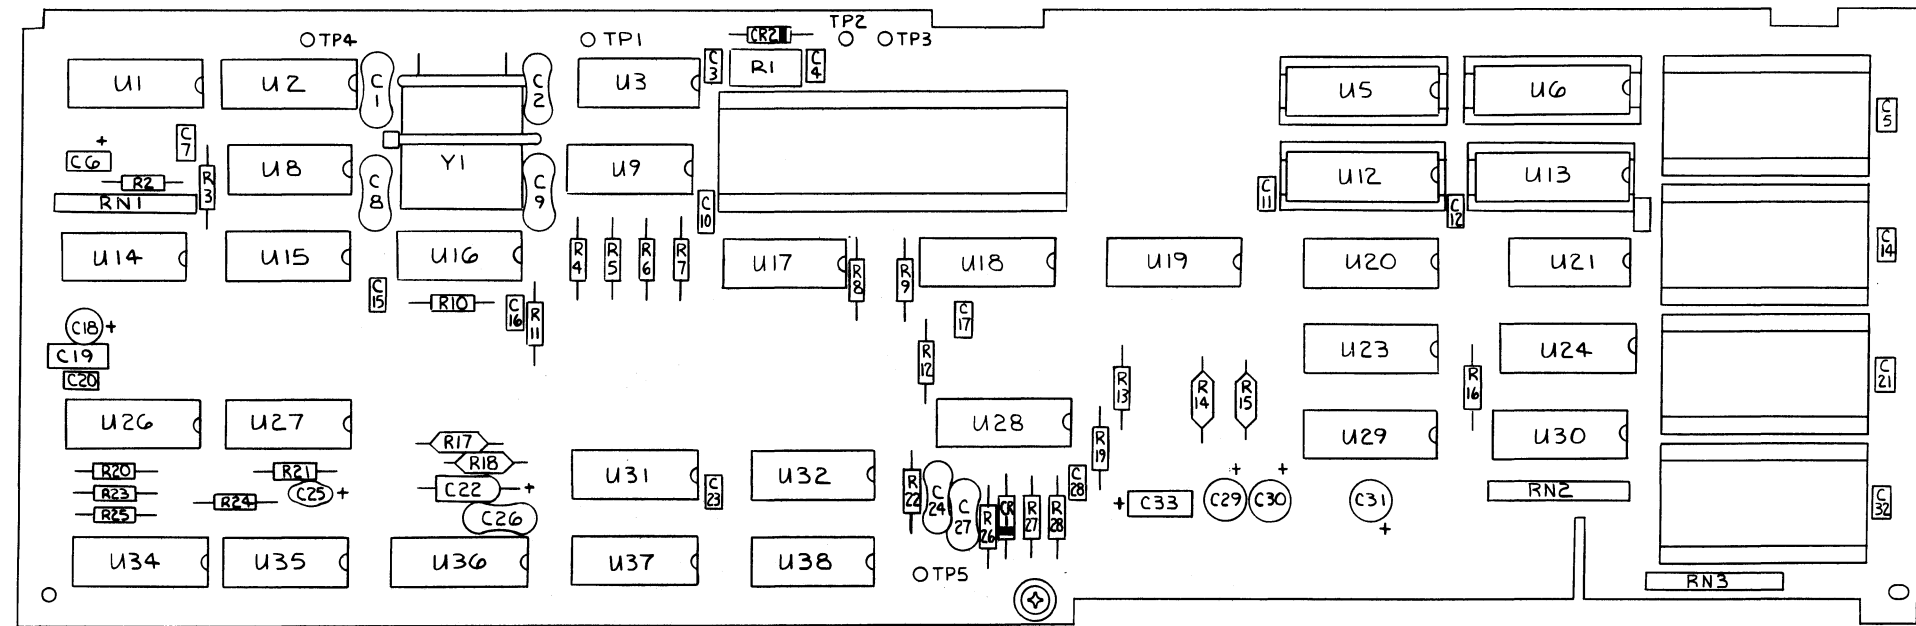 TP2
TP4
TP1
CR2
TP3
U1
U2
C1
C2
U3
C3
R1
C4
U5
U6
C5
+
C7
C6
R2
R3
RN1
U8
C8
Y1
C9
U9
C10
C11
U12
C12
U13
U14
U15
U16
R4
R5
R6
R7
U17
R8
R9
U18
U19
U20
U21
C14
C15
R10
C16
R11
C17
C18 +
C19
C20
R12
R13
R14
R15
U23
R16
U24
C21
U26
U27
R17
R18
U28
R19
U29
U30
R20
R21
R23
R24
C25 +
R25
C22 +
C26
U31
C23
U32
R22
C24
C27
R26
CR1
R27
R28
C28
+ C33
+
C29
+
C30
C31
+
RN2
C32
U34
U35
U36
U37
U38
TP5
RN3